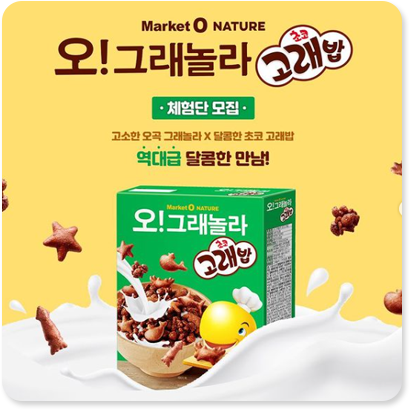 Market O NATURE
오!그래놀라
초코
고래밥
· 체험단 모집 ·
고소한 오곡 그래놀라 X 달콤한 초코 고래밥
역대급 달콤한 만남!
Market O NATURE
오!그래놀라
초코
고래밥